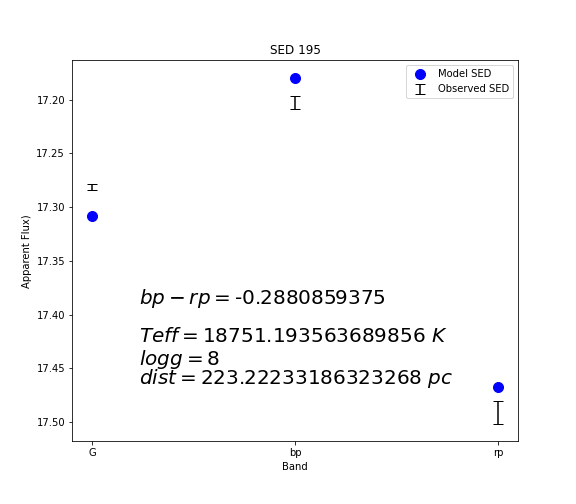 SED 195
Model SED
Observed SED
Apparent Flux)
17.20
17.25
17.30
17.35
17.40
17.45
17.50
bp − rp = -0.2880859375
Teff = 18751.193563689856 K
logg = 8
dist = 223.22233186323268 pc
G
bp
rp
Band